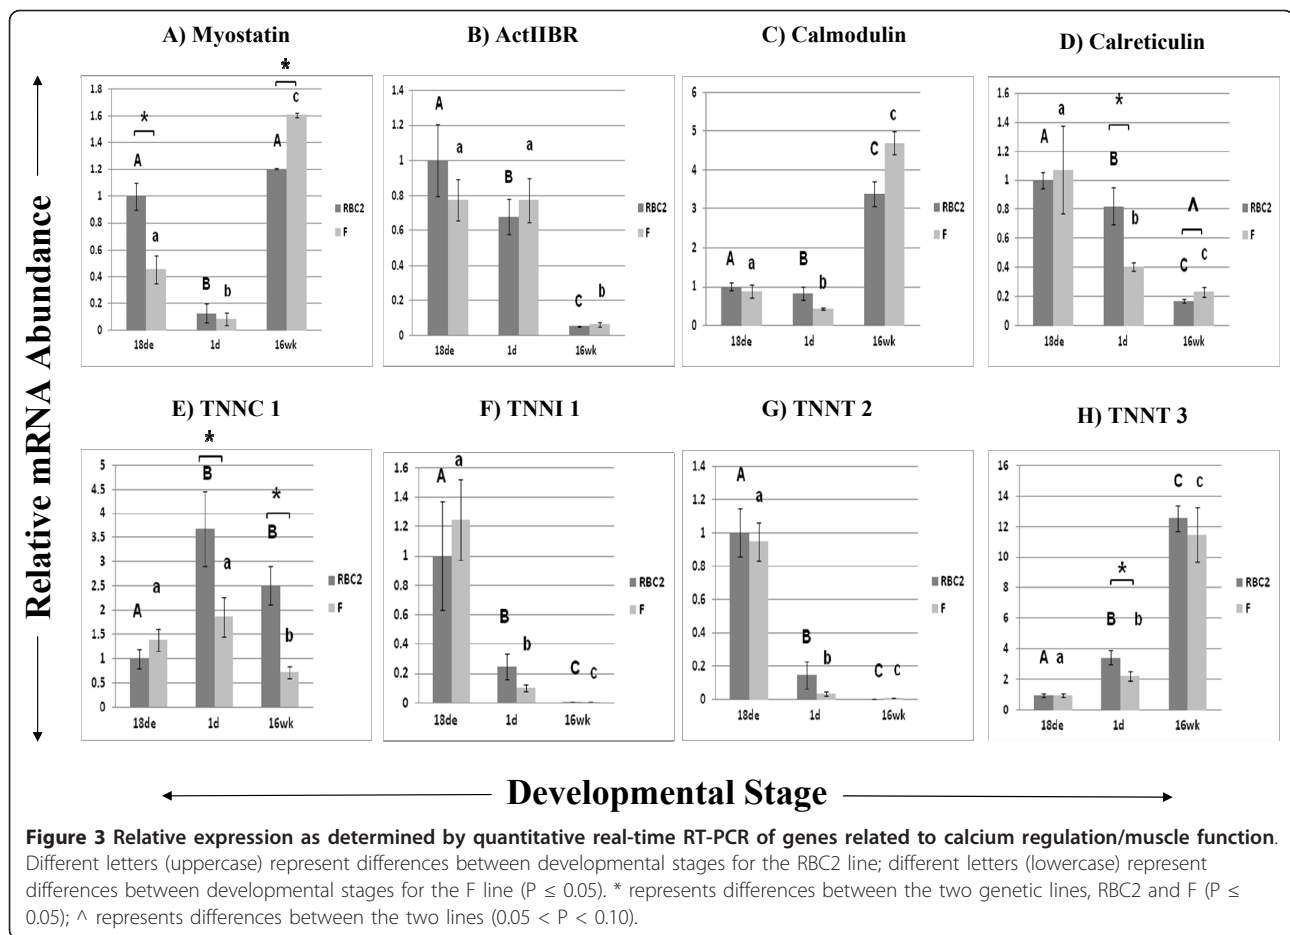 A) Myostatin
B) ActIIBR
C) Calmodulin
D) Calreticulin
Relative mRNA Abundance
*
*
A
a
B
b
A
c
1.8
1.6
1.4
1.2
1
0.8
0.6
0.4
0.2
0
18de
1d
16wk
RBC2
F
A
a
B
a
C
b
1.4
1.2
1
0.8
0.6
0.4
0.2
0
18de
1d
16wk
RBC2
F
A
a
B
b
C
c
6
5
4
3
2
1
0
18de
1d
16wk
RBC2
F
*
Λ
A
a
B
b
C
c
1.6
1.4
1.2
1
0.8
0.6
0.4
0.2
0
18de
1d
16wk
RBC2
F
E) TNNC 1
F) TNNI 1
G) TNNT 2
H) TNNT 3
*
*
A
a
B
a
B
b
5
4.5
4
3.5
3
2.5
2
1.5
1
0.5
0
18de
1d
16wk
RBC2
F
A
a
B
b
C
c
1.6
1.4
1.2
1
0.8
0.6
0.4
0.2
0
18de
1d
16wk
RBC2
F
A
a
B
b
C
c
1.4
1.2
1
0.8
0.6
0.4
0.2
0
18de
1d
16wk
RBC2
F
*
A
a
B
b
C
c
16
14
12
10
8
6
4
2
0
18de
1d
16wk
RBC2
F
Developmental Stage
Figure 3 Relative expression as determined by quantitative real-time RT-PCR of genes related to calcium regulation/muscle function.
Different letters (uppercase) represent differences between developmental stages for the RBC2 line; different letters (lowercase) represent
differences between developmental stages for the F line (P ≤ 0.05). * represents differences between the two genetic lines, RBC2 and F (P ≤
0.05); ^ represents differences between the two lines (0.05 < P < 0.10).